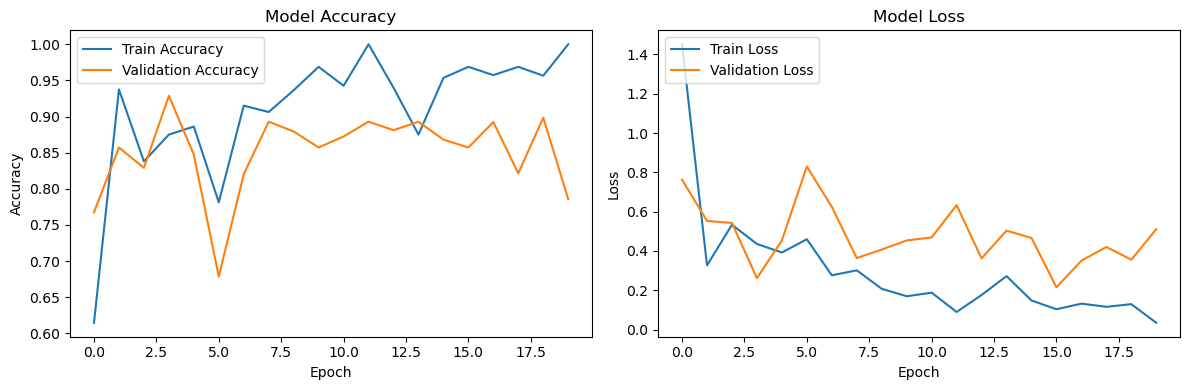 Model Accuracy
Train Accuracy
Validation Accuracy
1.00
0.95
0.90
0.85
0.80
0.75
0.70
0.65
0.60
Accuracy
0.0 2.5 5.0 7.5 10.0 12.5 15.0 17.5
Epoch
Model Loss
Train Loss
Validation Loss
1.4
1.2
1.0
0.8
0.6
0.4
0.2
0.0
Loss
0.0 2.5 5.0 7.5 10.0 12.5 15.0 17.5
Epoch